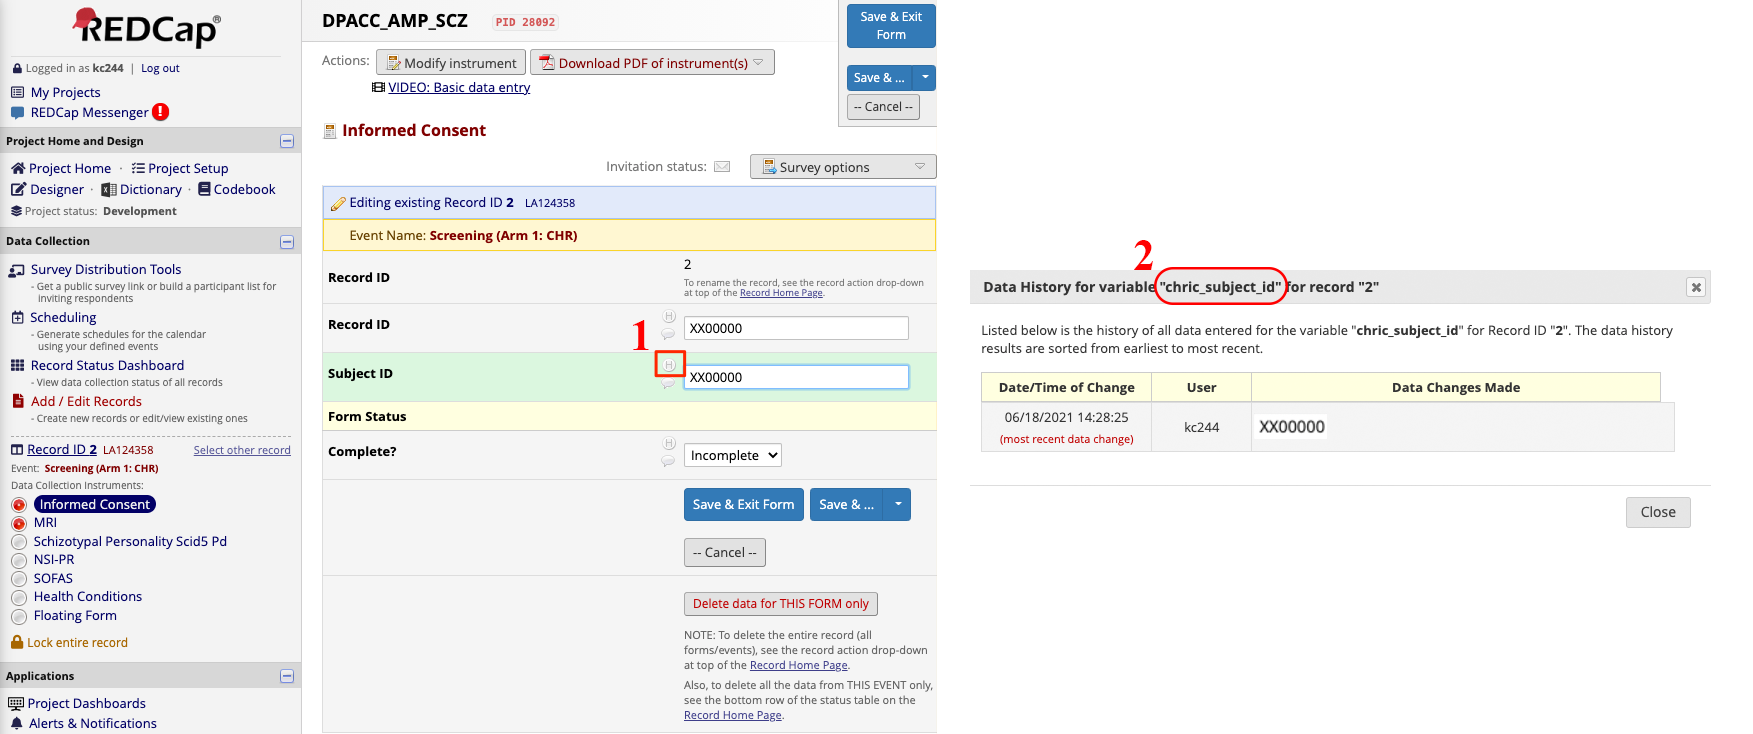 REDCap®
Logged in as kc244 | Log out
My Projects
REDCap Messenger !
Project Home and Design
Project Home · Project Setup
Designer · Dictionary · Codebook
Project status: Development
Data Collection
Survey Distribution Tools
- Get a public survey link or build a participant list for
inviting respondents
Scheduling
- Generate schedules for the calendar
using your defined events
Record Status Dashboard
- View data collection status of all records
Add / Edit Records
- Create new records or edit/view existing ones
Record ID 2 LA124358 Select other record
Event: Screening (Arm 1: CHR)
Data Collection Instruments:
Informed Consent
MRI
Schizotypal Personality Scid5 Pd
NSI-PR
SOFAS
Health Conditions
Floating Form
Lock entire record
Applications
Project Dashboards
Alerts & Notifications
DPACC_AMP_SCZ PID 28092
Actions: Modify instrument Download PDF of instrument(s)
VIDEO: Basic data entry
Save & Exit
Form
Save & ...
-- Cancel --
Informed Consent
Invitation status: Survey options
Editing existing Record ID 2 LA124358
Event Name: Screening (Arm 1: CHR)
Record ID 2
To rename the record, see the record action drop-down
at top of the Record Home Page.
Record ID H XX00000
1
Subject ID H XX00000
Form Status
Complete? H Incomplete
Save & Exit Form Save & ...
-- Cancel --
Delete data for THIS FORM only
NOTE: To delete the entire record (all
forms/events), see the record action drop-down
at top of the Record Home Page.
Also, to delete all the data from THIS EVENT only,
see the bottom row of the status table on the
Record Home Page.
2
Data History for variable "chric_subject_id" for record "2"
Listed below is the history of all data entered for the variable "chric_subject_id" for Record ID "2". The data history
results are sorted from earliest to most recent.
Date/Time of Change User Data Changes Made
06/18/2021 14:28:25 kc244 XX00000
(most recent data change)
Close